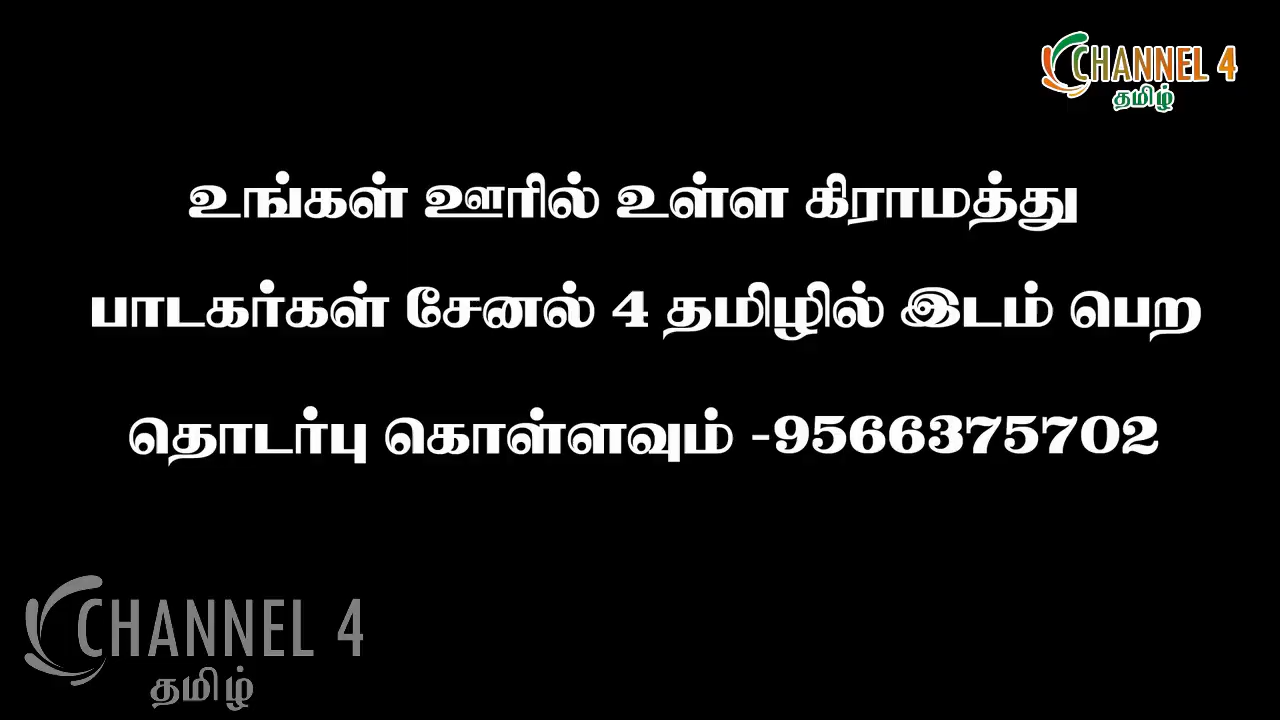 CHANNEL 4
தமிழ்
உங்கள் ஊரில் உள்ள கிராமத்து
பாடகர்கள் சேனல் 4 தமிழில் இடம் பெற
தொடர்பு கொள்ளவும் -9566375702
CHANNEL 4
தமிழ்